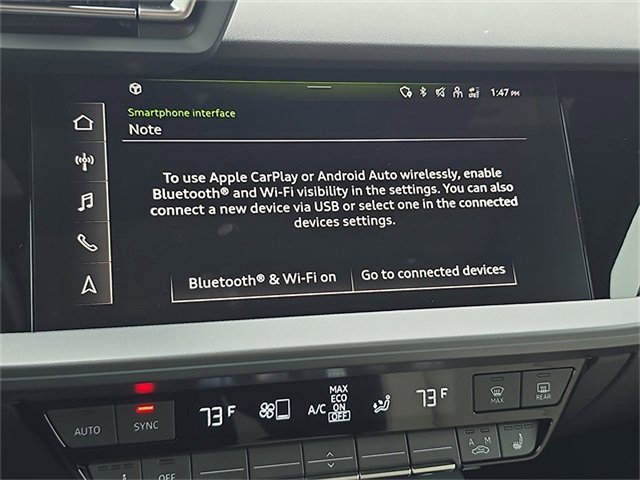 1:47 PM
Smartphone interface
Note
To use Apple CarPlay or Android Auto wirelessly, enable
Bluetooth® and Wi-Fi visibility in the settings. You can also
connect a new device via USB or select one in the connected
devices settings.
Bluetooth® & Wi-Fi on
Go to connected devices
AUTO
SYNC
73 F
A/C
MAX
ECO
ON
OFF
73 F
MAX
REAR
OFF
A M